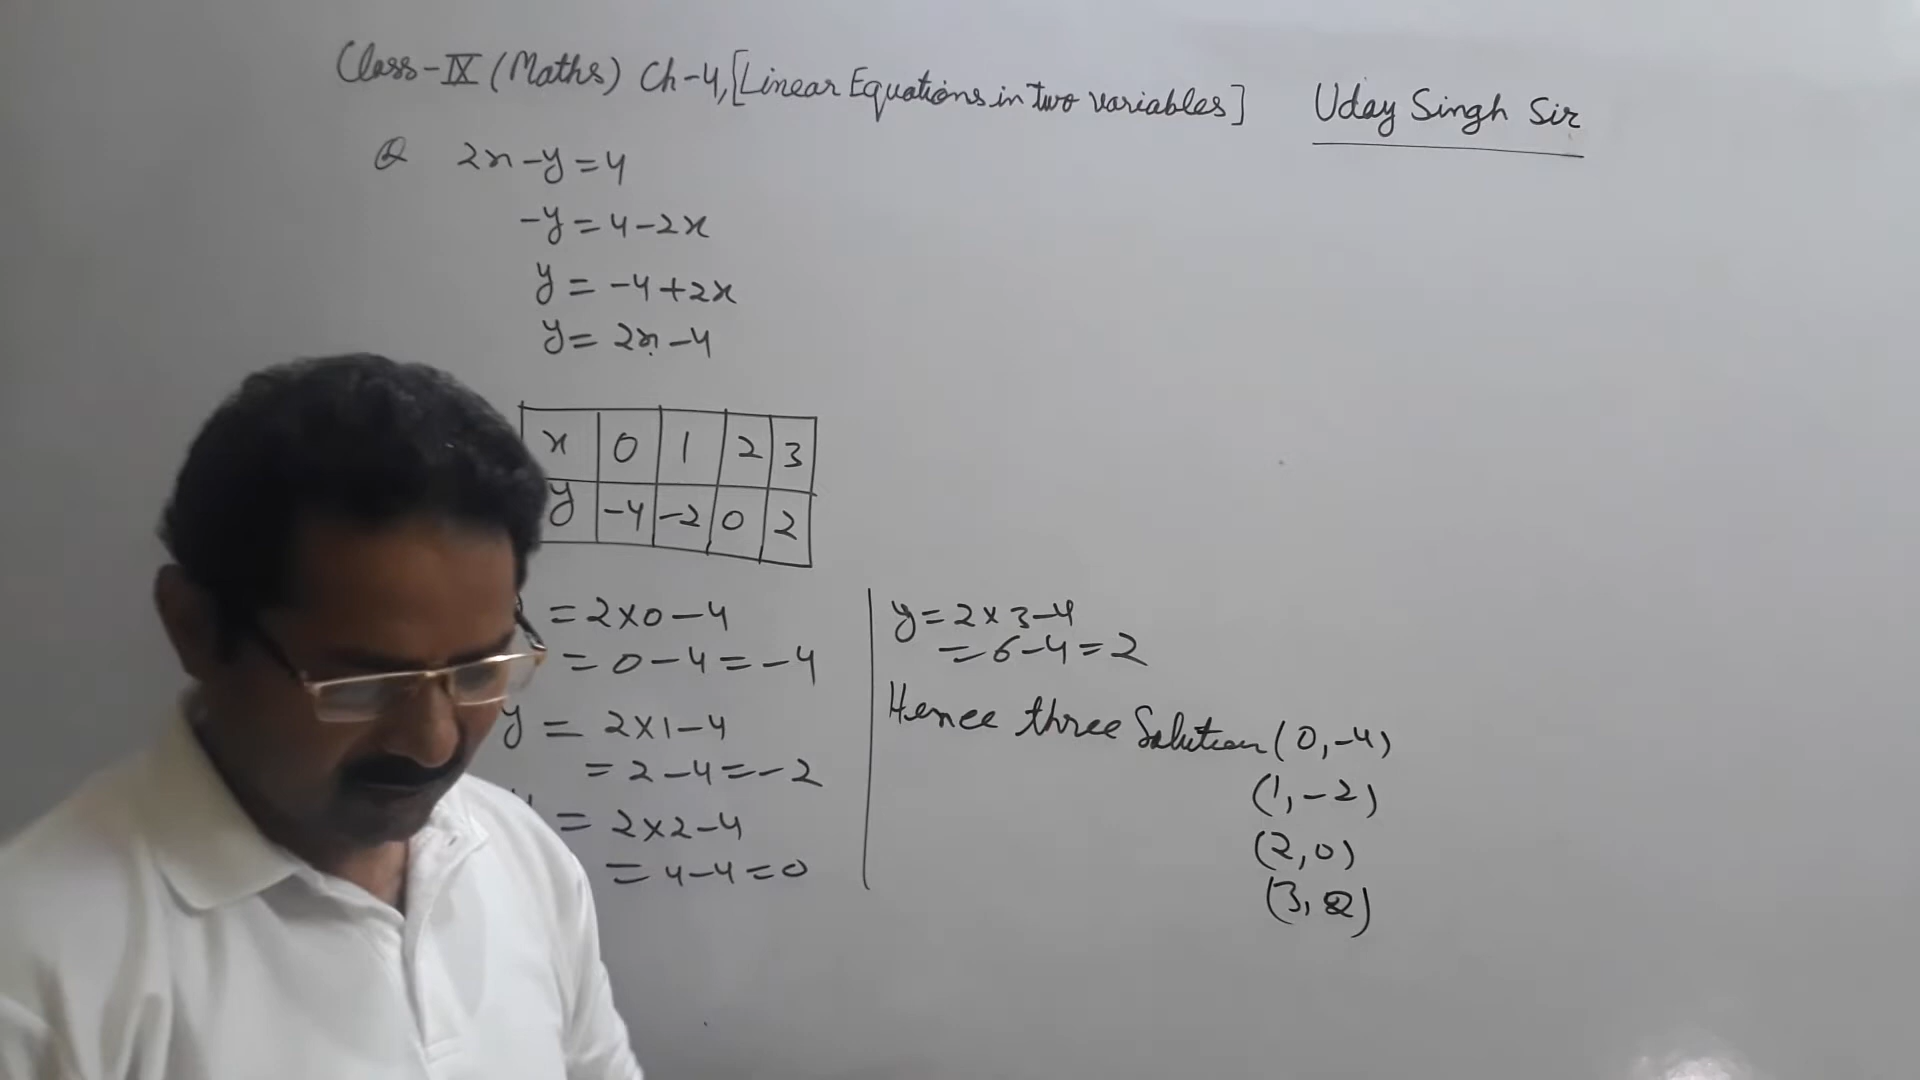 Class-IX (Maths) Ch-4, [Linear Equations in two variables] Uday Singh Sir
Q 2x-y=4
-y=4-2x
y=-4+2x
y=2x-4
x 0 1 2 3
y -4 -2 0 2
=2×0-4
=0-4=-4
y=2×1-4
=2-4=-2
=2×2-4
=4-4=0
y=2×3-4
=6-4=2
Hence three Solution (0,-4)
(1,-2)
(2,0)
(3,2)